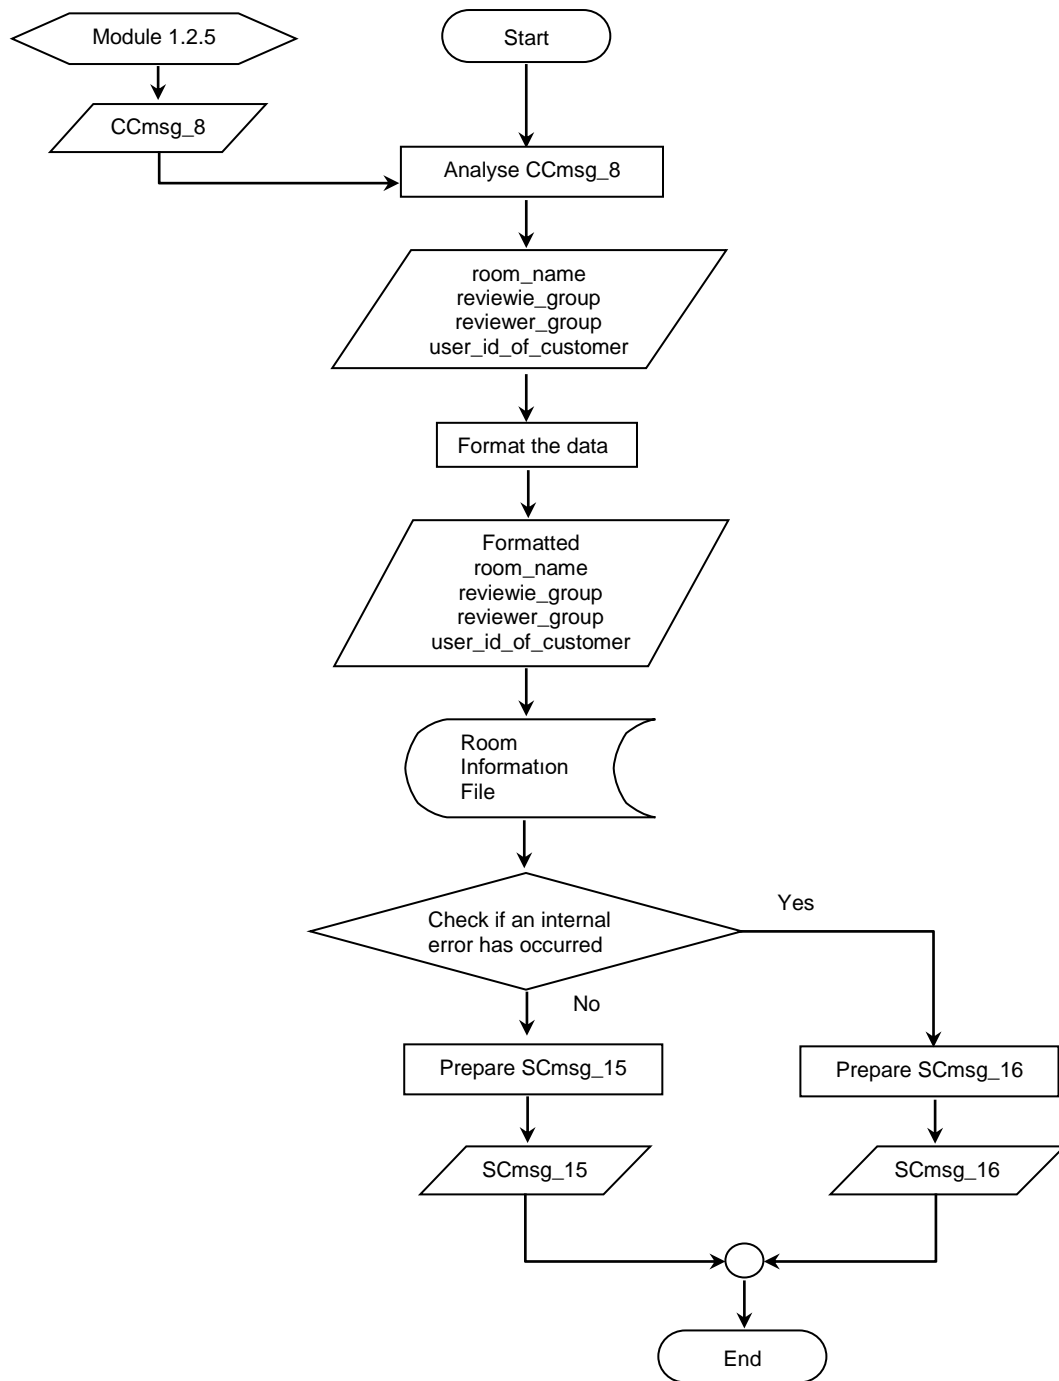 Module 1.2.5
Start
CCmsg_8
Analyse CCmsg_8
room_name
reviewie_group
reviewer_group
user_id_of_customer
Format the data
Formatted
room_name
reviewie_group
reviewer_group
user_id_of_customer
Room
Information
File
Check if an internal
error has occurred
Yes
No
Prepare SCmsg_15
Prepare SCmsg_16
SCmsg_15
SCmsg_16
End